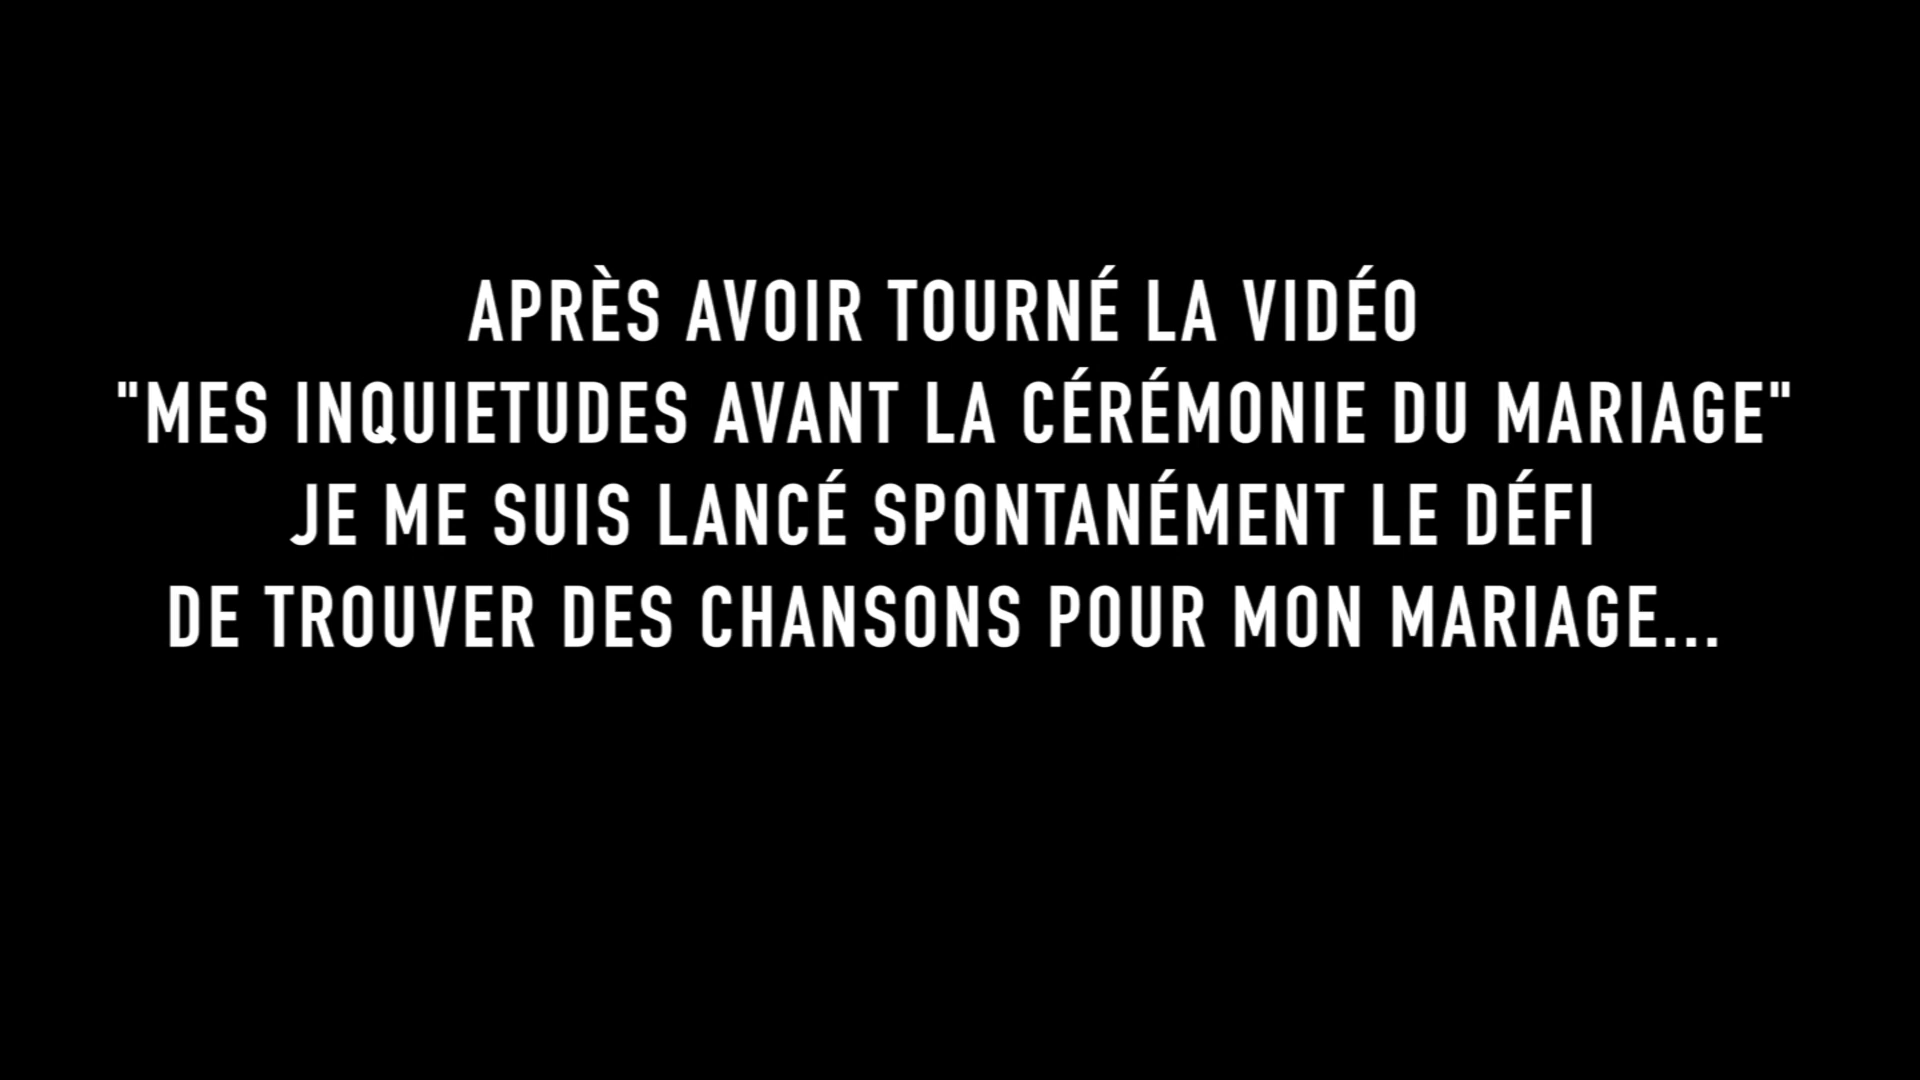 APRÈS AVOIR TOURNÉ LA VIDÉO
"MES INQUIETUDES AVANT LA CÉRÉMONIE DU MARIAGE"
JE ME SUIS LANCÉ SPONTANÉMENT LE DÉFI
DE TROUVER DES CHANSONS POUR MON MARIAGE...